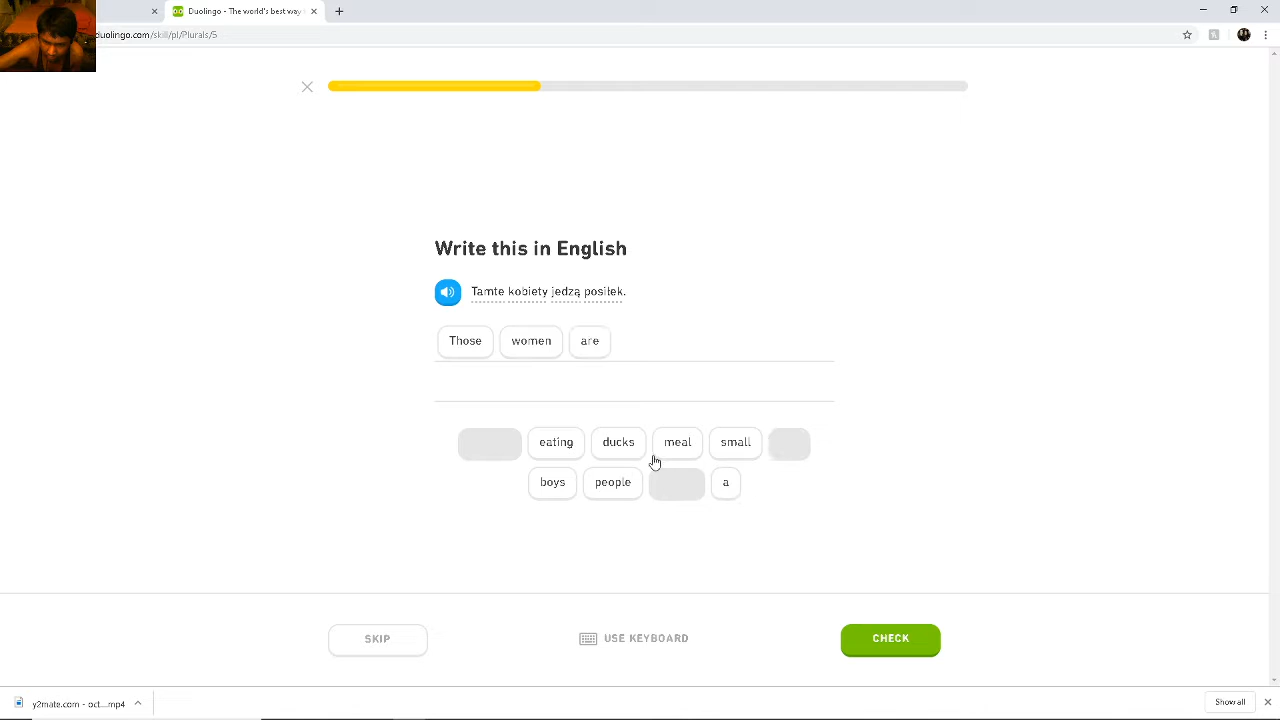 Duolingo - The world's best way
duolingo.com/skill/pl/Plurals/5
Write this in English
Tamte kobiety jedzą posiłek.
Those women are
eating ducks meal small
boys people a
SKIP USE KEYBOARD CHECK
y2mate.com - oct....mp4 Show all